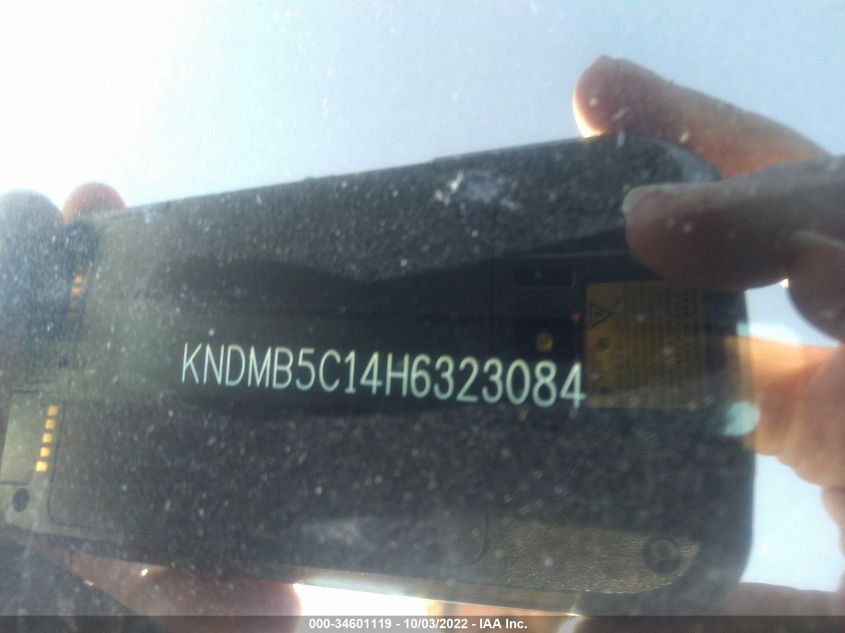 KNDMB5C14H6323084
000-34601119 - 10/03/2022 - IAA Inc.